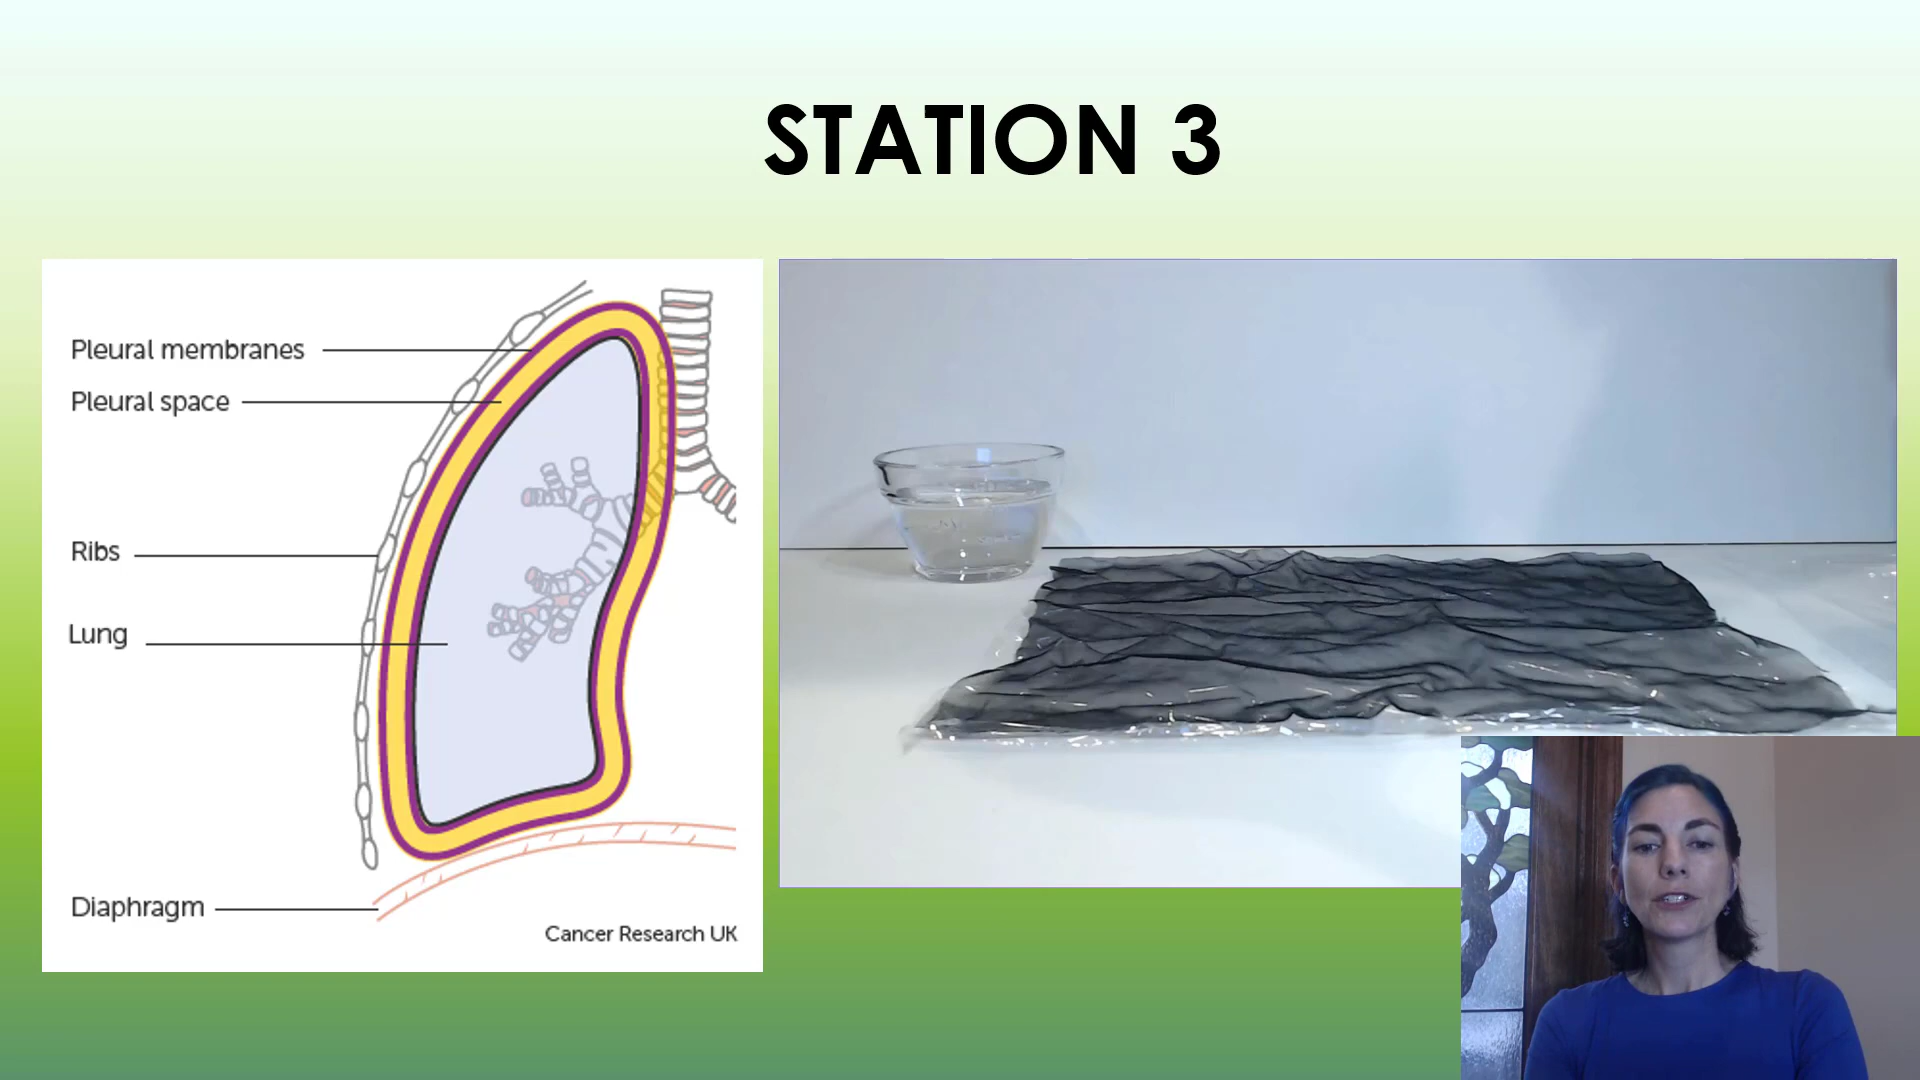 STATION 3
Pleural membranes
Pleural space
Ribs
Lung
Diaphragm
Cancer Research UK